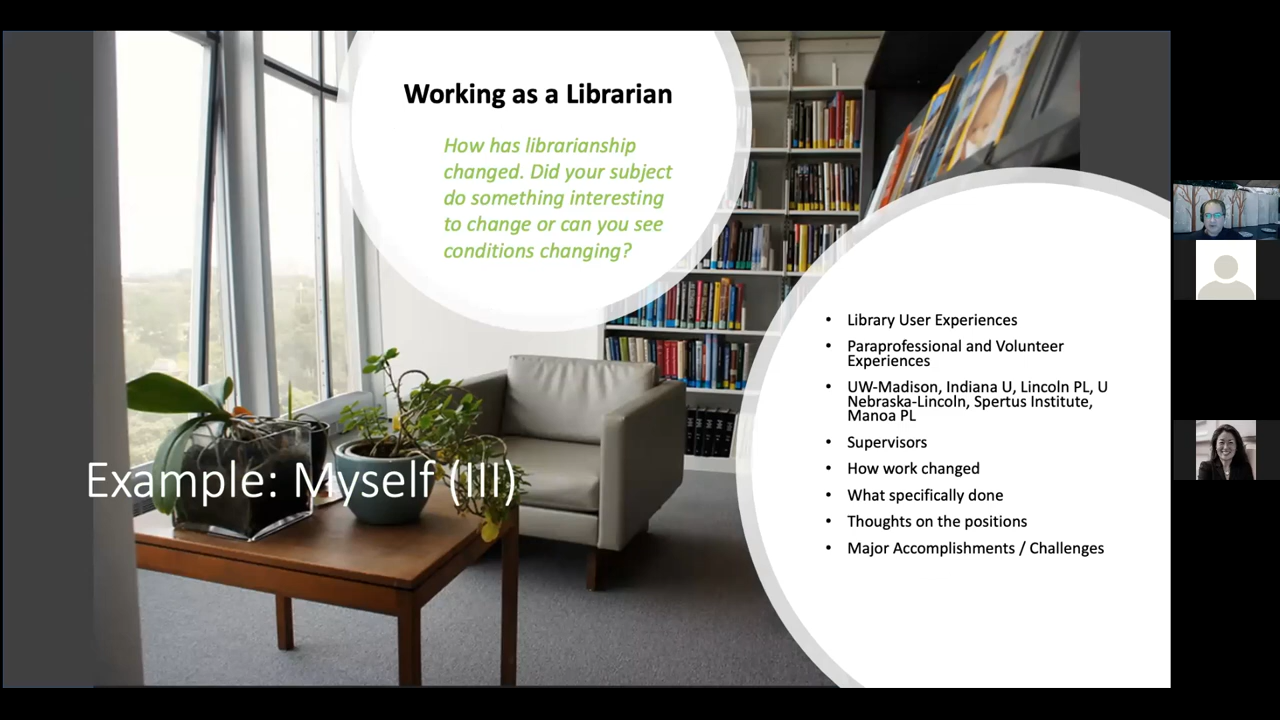 Working as a Librarian
How has librarianship
changed. Did your subject
do something interesting
to change or can you see
conditions changing?
Example: Myself (III)
• Library User Experiences
• Paraprofessional and Volunteer
Experiences
• UW-Madison, Indiana U, Lincoln PL, U
Nebraska-Lincoln, Spertus Institute,
Manoa PL
• Supervisors
• How work changed
• What specifically done
• Thoughts on the positions
• Major Accomplishments / Challenges